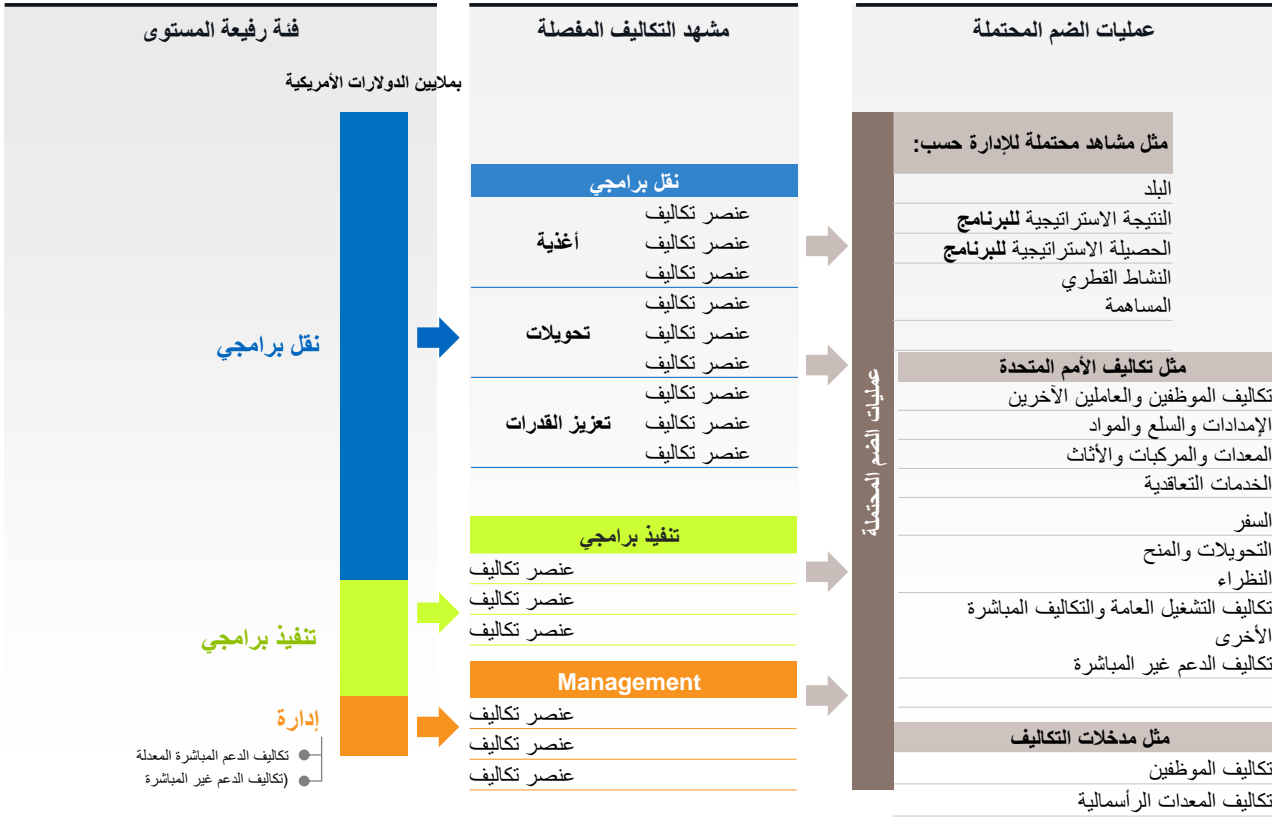 فئة رفيعة المستوى
مشهد التكاليف المفصلة
عمليات الضم المحتملة
بملايين الدولارات الأمريكية
نقل برامجي
تنفيذ برامجي
إدارة
تكاليف الدعم المباشرة المعدلة
(تكاليف الدعم غير المباشرة
نقل برامجي
عنصر تكاليف
أغذية
عنصر تكاليف
عنصر تكاليف
عنصر تكاليف
تحويلات
عنصر تكاليف
عنصر تكاليف
عنصر تكاليف
تعزيز القدرات
عنصر تكاليف
عنصر تكاليف
تنفيذ برامجي
عنصر تكاليف
عنصر تكاليف
عنصر تكاليف
Management
عنصر تكاليف
عنصر تكاليف
عنصر تكاليف
عمليات الضم المحتملة
مثل مشاهد محتملة للإدارة حسب:
البلد
النتيجة الاستراتيجية للبرنامج
الحصيلة الاستراتيجية للبرنامج
النشاط القطري
المساهمة
مثل تكاليف الأمم المتحدة
تكاليف الموظفين والعاملين الآخرين
الإمدادات والسلع والمواد
المعدات والمركبات والأثاث
الخدمات التعاقدية
السفر
التحويلات والمنح
النظراء
تكاليف التشغيل العامة والتكاليف المباشرة
الأخرى
تكاليف الدعم غير المباشرة
مثل مدخلات التكاليف
تكاليف الموظفين
تكاليف المعدات الرأسمالية